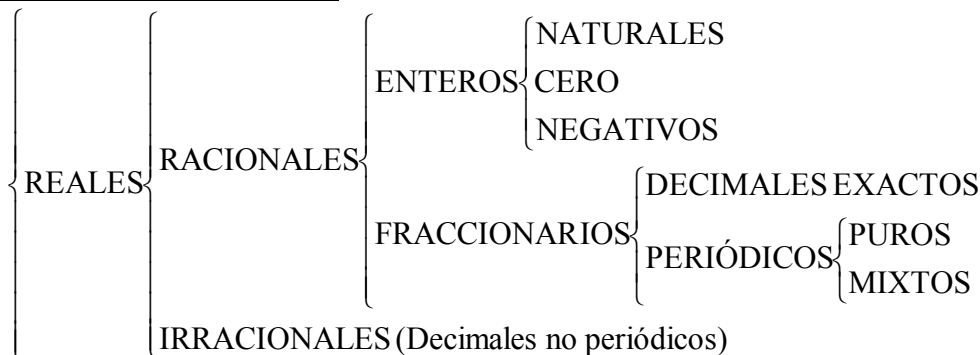 NATURALES
ENTEROS CERO
NEGATIVOS
RACIONALES
REALES
DECIMALES EXACTOS
FRACCIONARIOS
PUROS
PERIÓDICOS
MIXTOS
IRRACIONALES (Decimales no periódicos)